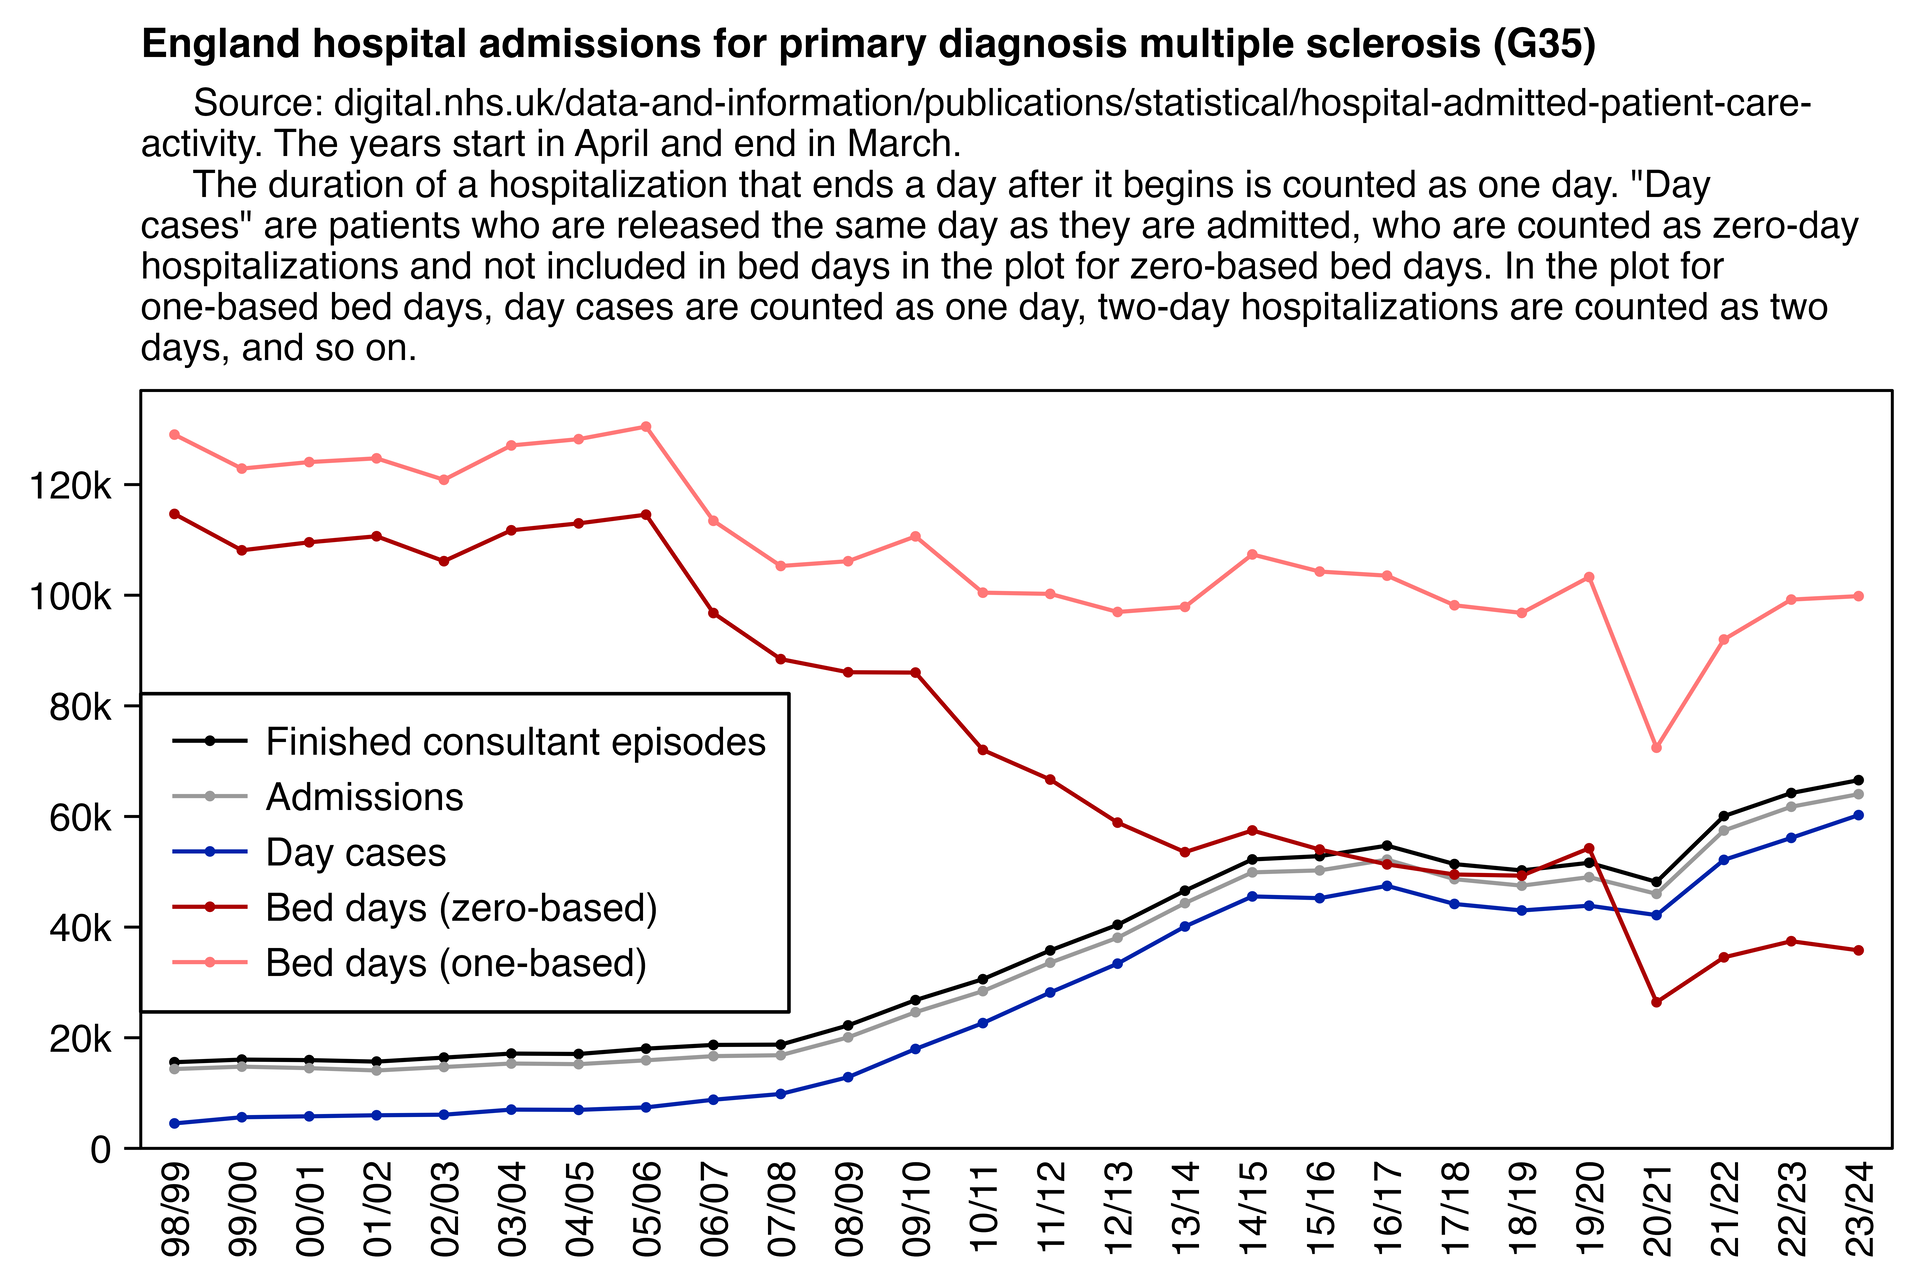 England hospital admissions for primary diagnosis multiple sclerosis (G35)
Source: digital.nhs.uk/data-and-information/publications/statistical/hospital-admitted-patient-care-
activity. The years start in April and end in March.
The duration of a hospitalization that ends a day after it begins is counted as one day. "Day
cases" are patients who are released the same day as they are admitted, who are counted as zero-day
hospitalizations and not included in bed days in the plot for zero-based bed days. In the plot for
one-based bed days, day cases are counted as one day, two-day hospitalizations are counted as two
days, and so on.
120k
100k
80k
60k
40k
20k
0
Finished consultant episodes
Admissions
Day cases
Bed days (zero-based)
Bed days (one-based)
98/99
99/00
00/01
01/02
02/03
03/04
04/05
05/06
06/07
07/08
08/09
09/10
10/11
11/12
12/13
13/14
14/15
15/16
16/17
17/18
18/19
19/20
20/21
21/22
22/23
23/24